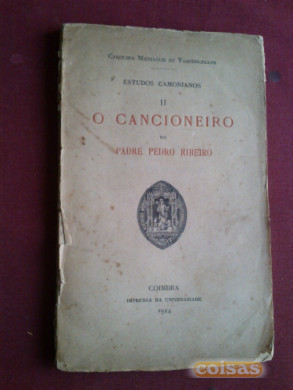 CAROLINA MICHAËLIS DE VASCONCELLOS
ESTUDOS CAMONIANOS
II
O CANCIONEIRO
DO
PADRE PEDRO RIBEIRO
COIMBRA
IMPRENSA DA UNIVERSIDADE
1924
coisas